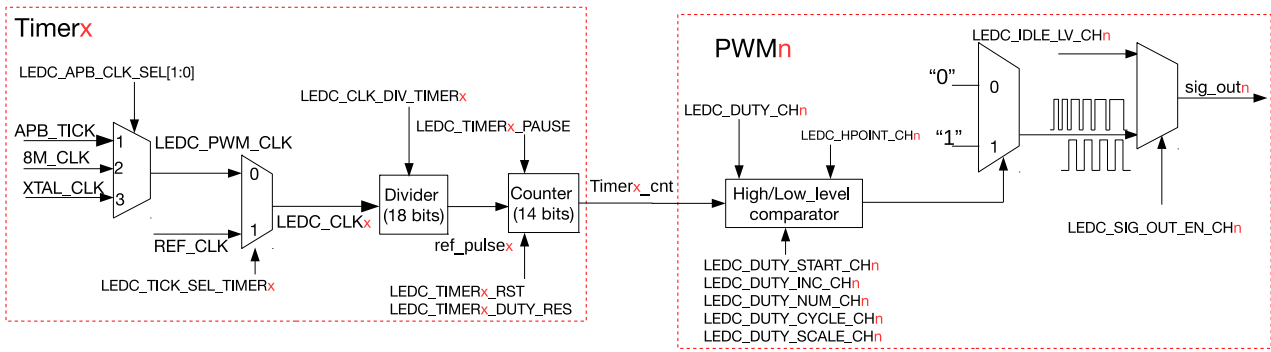 Timerx
LEDC_APB_CLK_SEL[1:0]
APB_TICK
8M_CLK
XTAL_CLK
1
2
3
LEDC_PWM_CLK
REF_CLK
0
1
LEDC_TICK_SEL_TIMERx
LEDC_CLKx
LEDC_CLK_DIV_TIMERx
LEDC_TIMERx_PAUSE
Divider
(18 bits)
ref_pulsex
Counter
(14 bits)
LEDC_TIMERx_RST
LEDC_TIMERx_DUTY_RES
Timerx_cnt
PWMn
LEDC_DUTY_CHn
LEDC_HPOINT_CHn
High/Low_level
comparator
LEDC_DUTY_START_CHn
LEDC_DUTY_INC_CHn
LEDC_DUTY_NUM_CHn
LEDC_DUTY_CYCLE_CHn
LEDC_DUTY_SCALE_CHn
“0”
“1”
0
1
LEDC_IDLE_LV_CHn
sig_outn
LEDC_SIG_OUT_EN_CHn